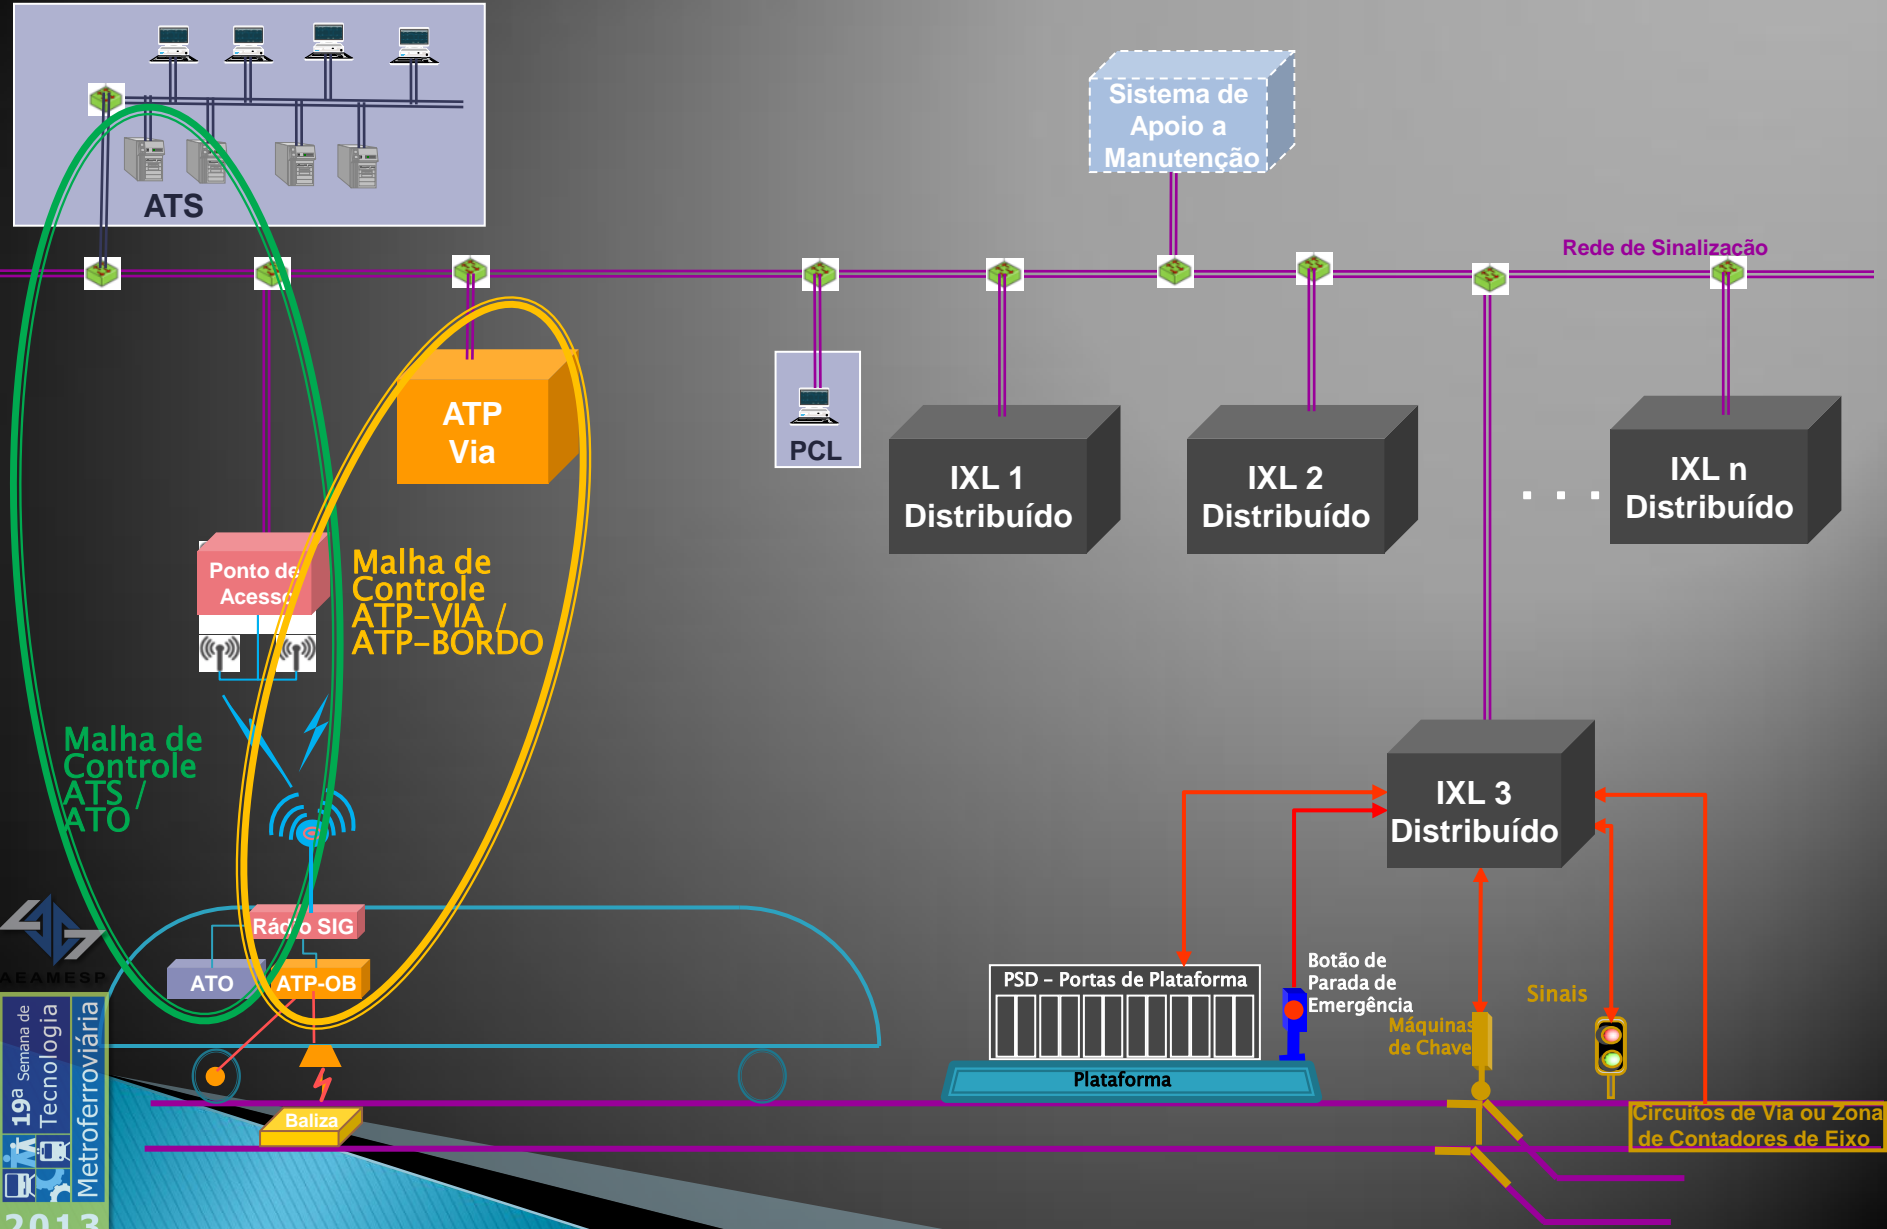 ATS
Sistema de
Apoio a
Manutenção
Rede de Sinalização
ATP
Via
PCL
IXL 1
Distribuído
IXL 2
Distribuído
. . .
IXL n
Distribuído
Ponto de
Acesso
Malha de
Controle
ATP-VIA /
ATP-BORDO
Malha de
Controle
ATS /
ATO
IXL 3
Distribuído
Rádio SIG
ATO
ATP-OB
Baliza
PSD – Portas de Plataforma
Botão de
Parada de
Emergência
Plataforma
Máquinas
de Chave
Sinais
Circuitos de Via ou Zona
de Contadores de Eixo
AEAMESP
19ª Semana de
Tecnologia
Metroferroviária
2013